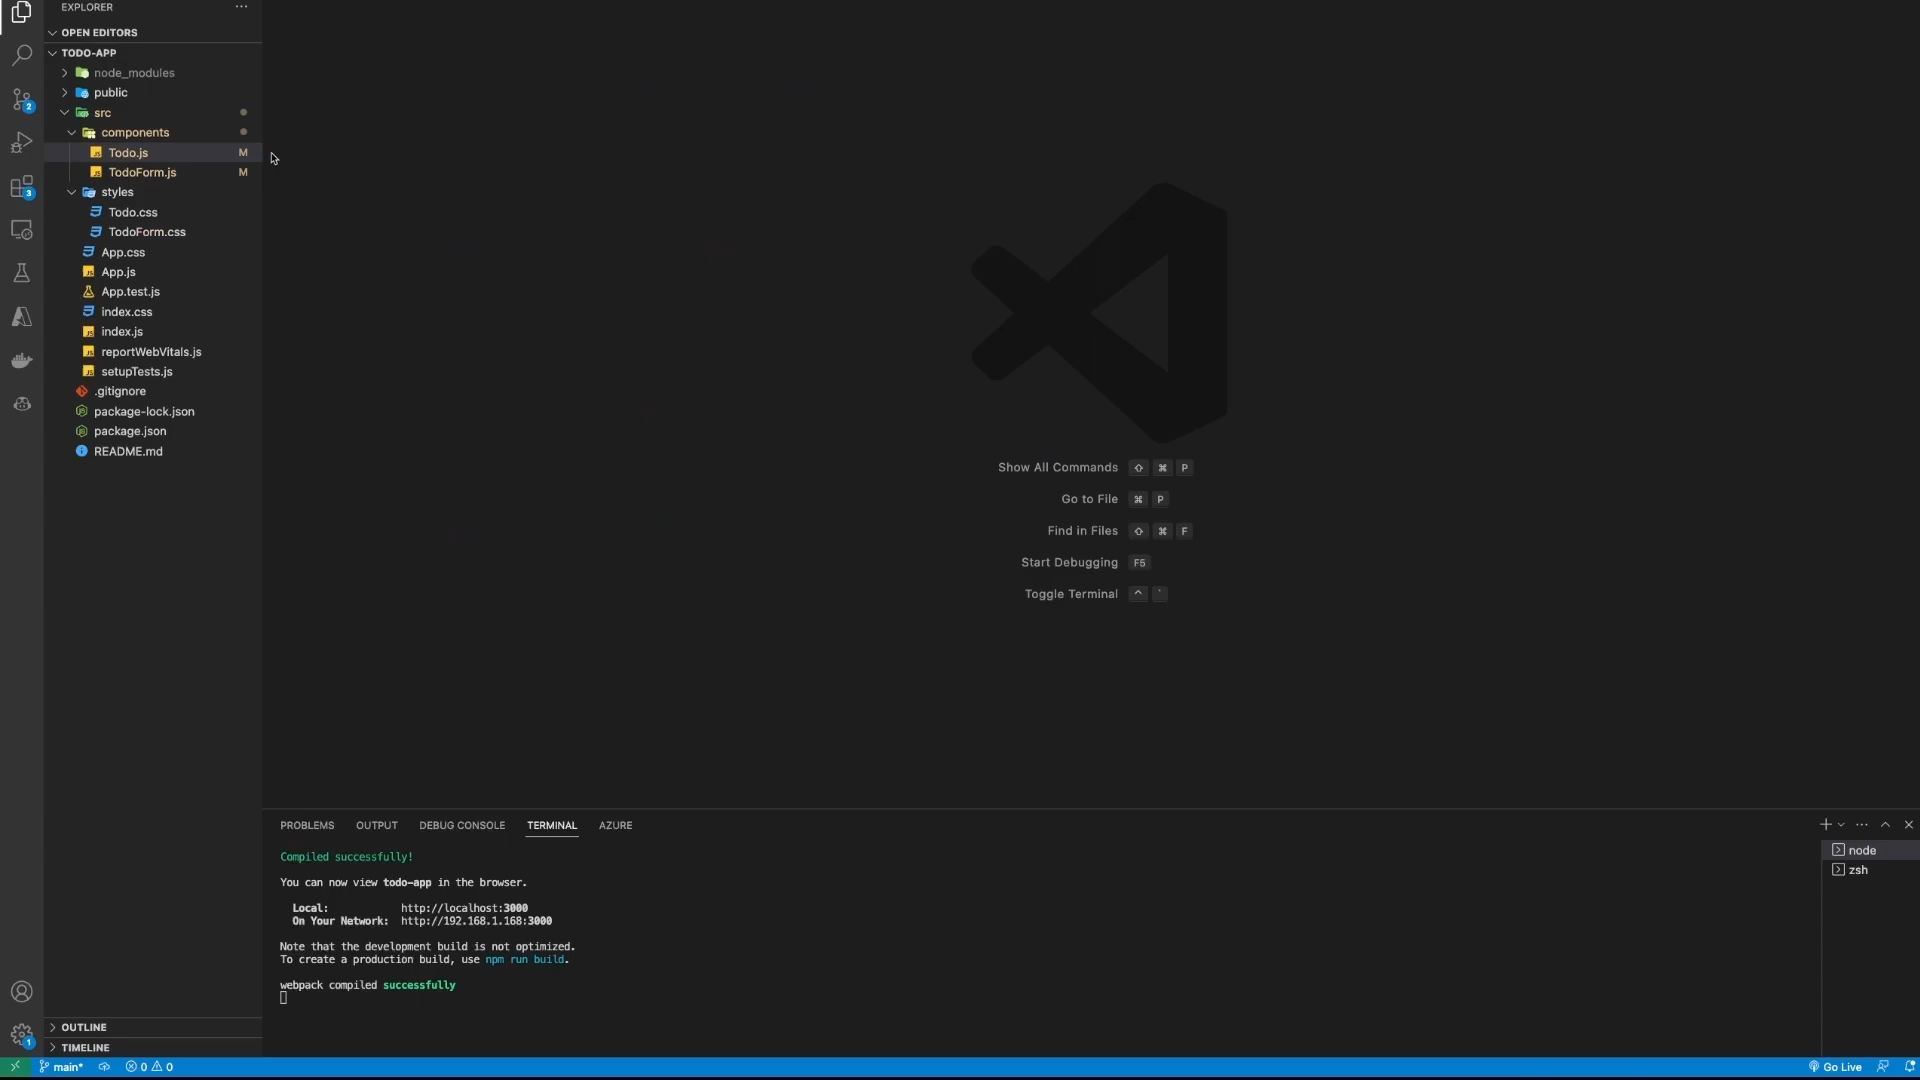 EXPLORER
OPEN EDITORS
TODO-APP
node_modules
public
src
components
Todo.js M
TodoForm.js M
styles
Todo.css
TodoForm.css
App.css
App.js
App.test.js
index.css
index.js
reportWebVitals.js
setupTests.js
.gitignore
package-lock.json
package.json
README.md
OUTLINE
TIMELINE
2
3
1
Show All Commands ⇧ ⌘ P
Go to File ⌘ P
Find in Files ⇧ ⌘ F
Start Debugging F5
Toggle Terminal ^ `
PROBLEMS OUTPUT DEBUG CONSOLE TERMINAL AZURE
Compiled successfully!
You can now view todo-app in the browser.
Local: http://localhost:3000
On Your Network: http://192.168.1.168:3000
Note that the development build is not optimized.
To create a production build, use npm run build.
webpack compiled successfully
node
zsh
main* 0 0 Go Live